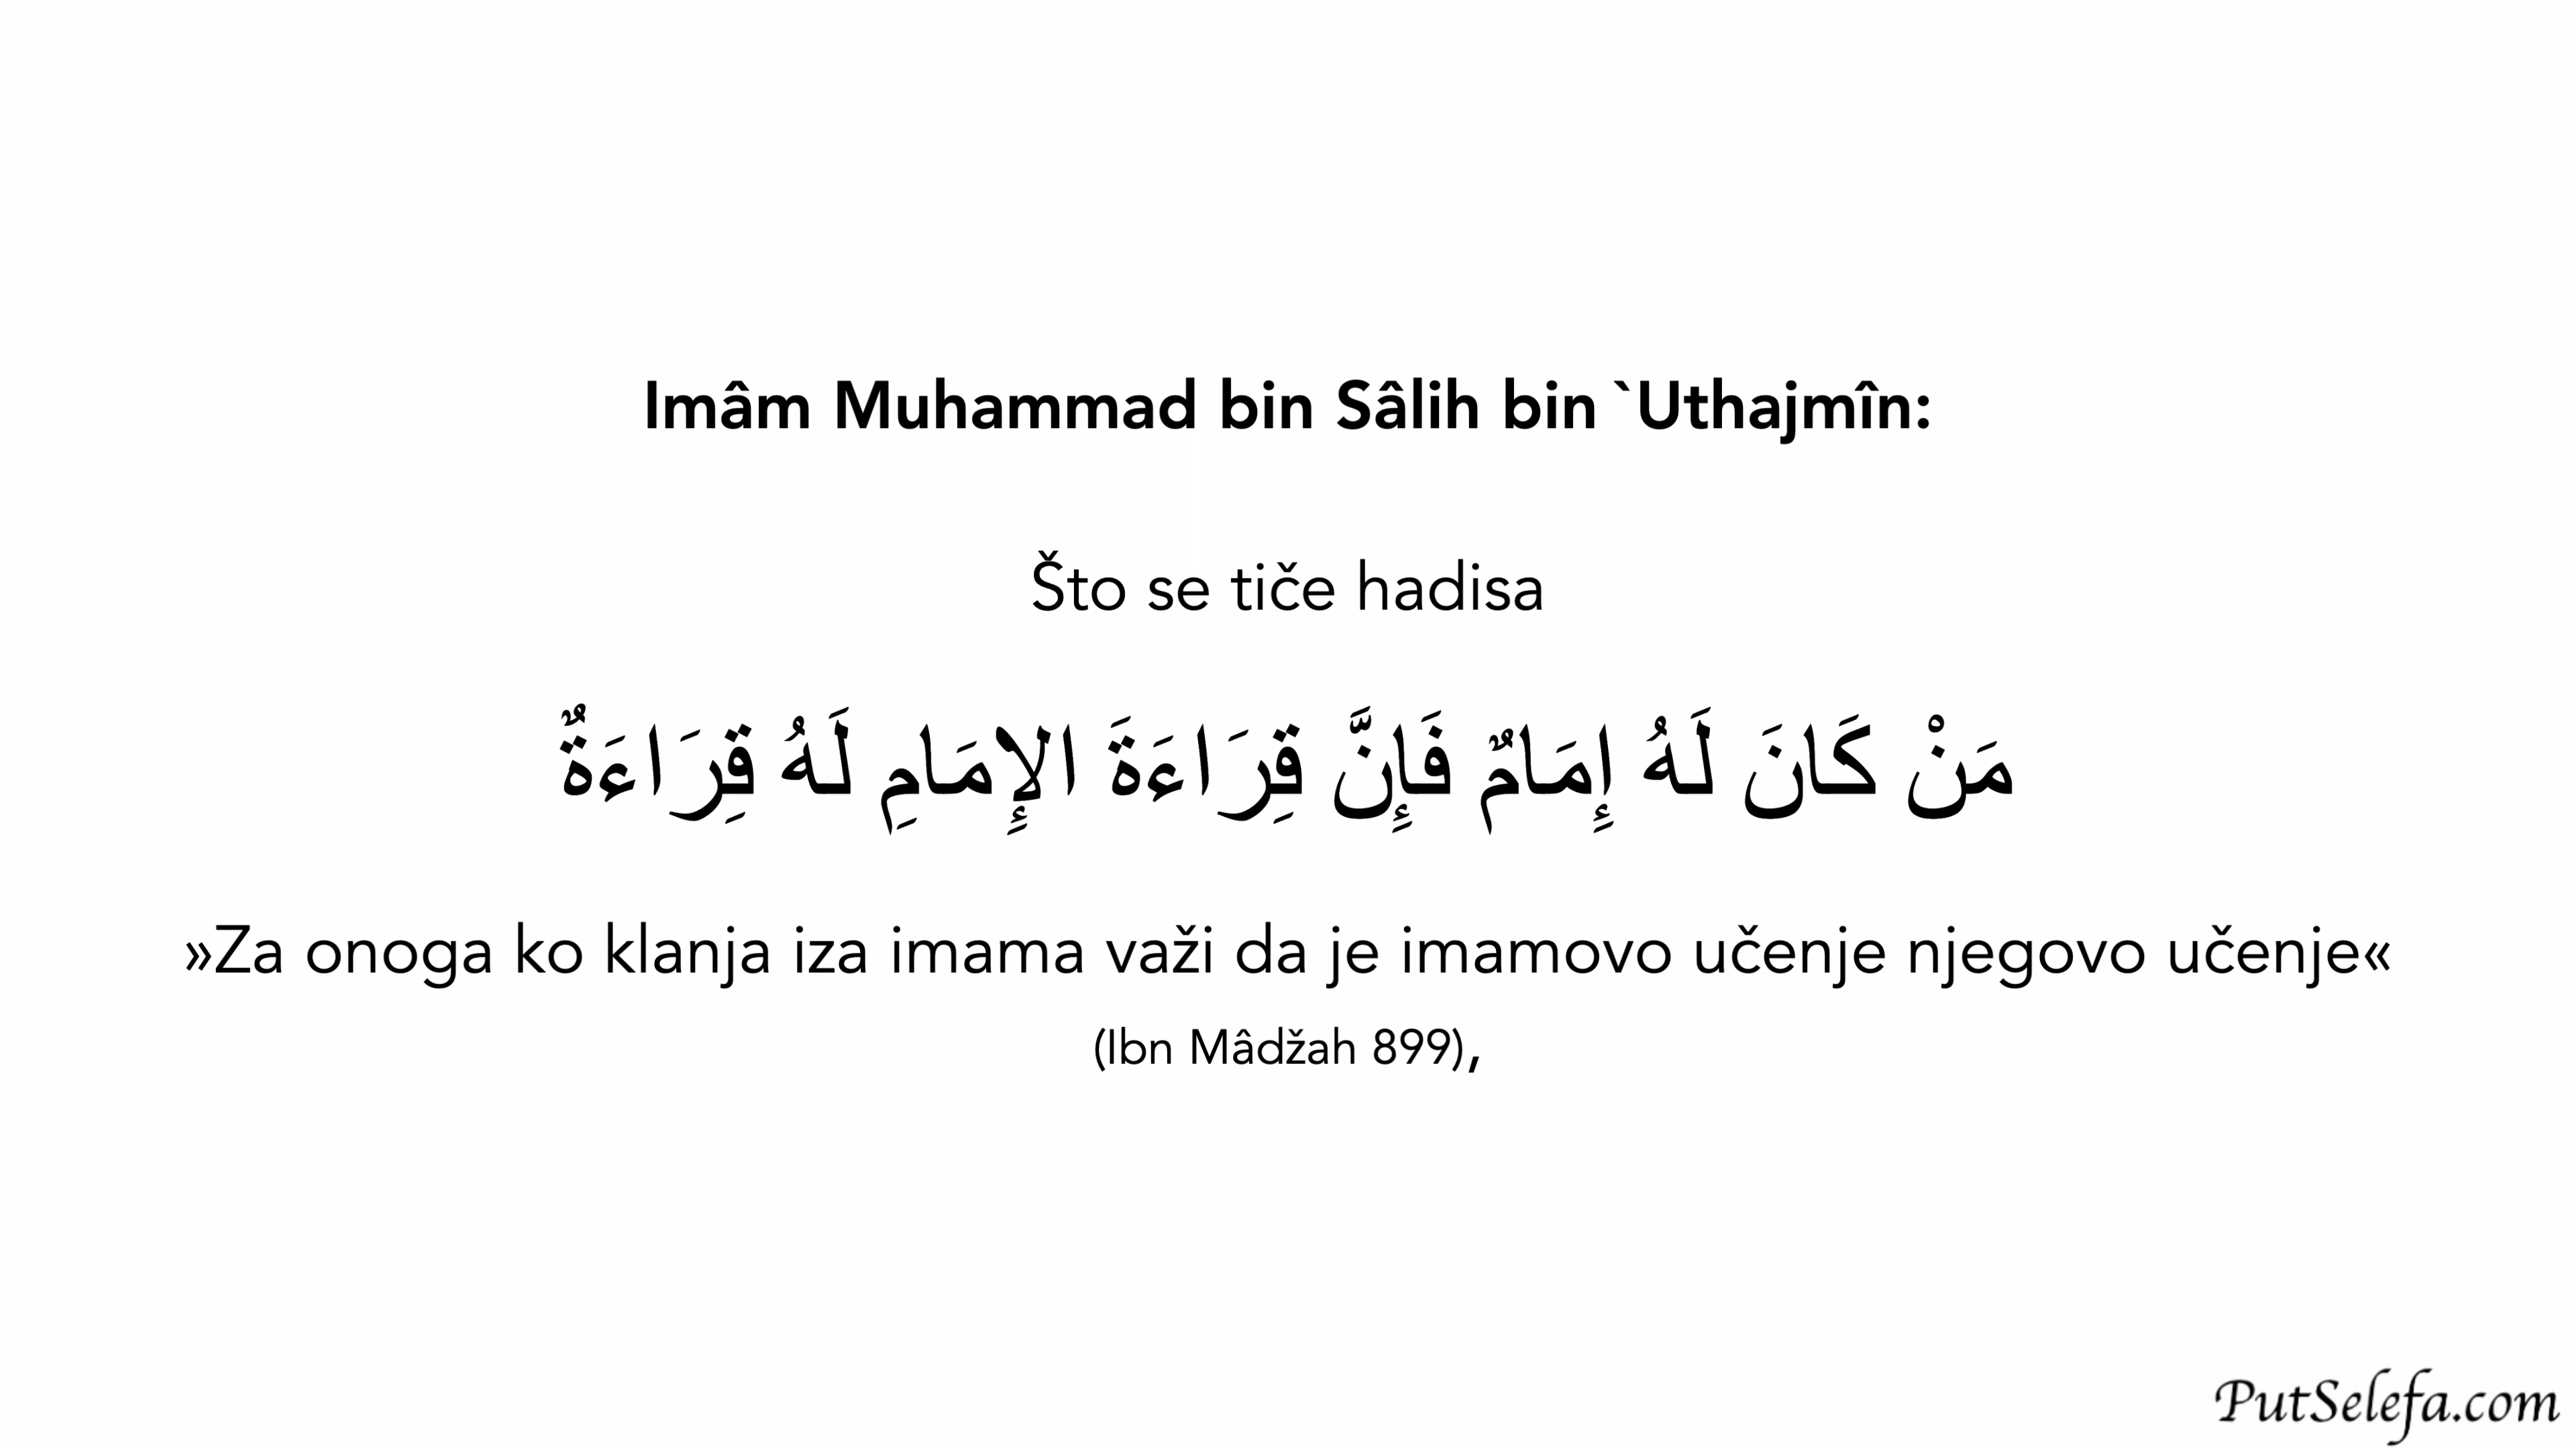 Imâm Muhammad bin Sâlih bin `Uthajmîn:
Što se tiče hadisa
مَنْ كَانَ لَهُ إِمَامٌ فَإِنَّ قِرَاءَةَ الإِمَامِ لَهُ قِرَاءَةٌ
»Za onoga ko klanja iza imama važi da je imamovo učenje njegovo učenje«
(Ibn Mâdžah 899),
PutSelefa.com